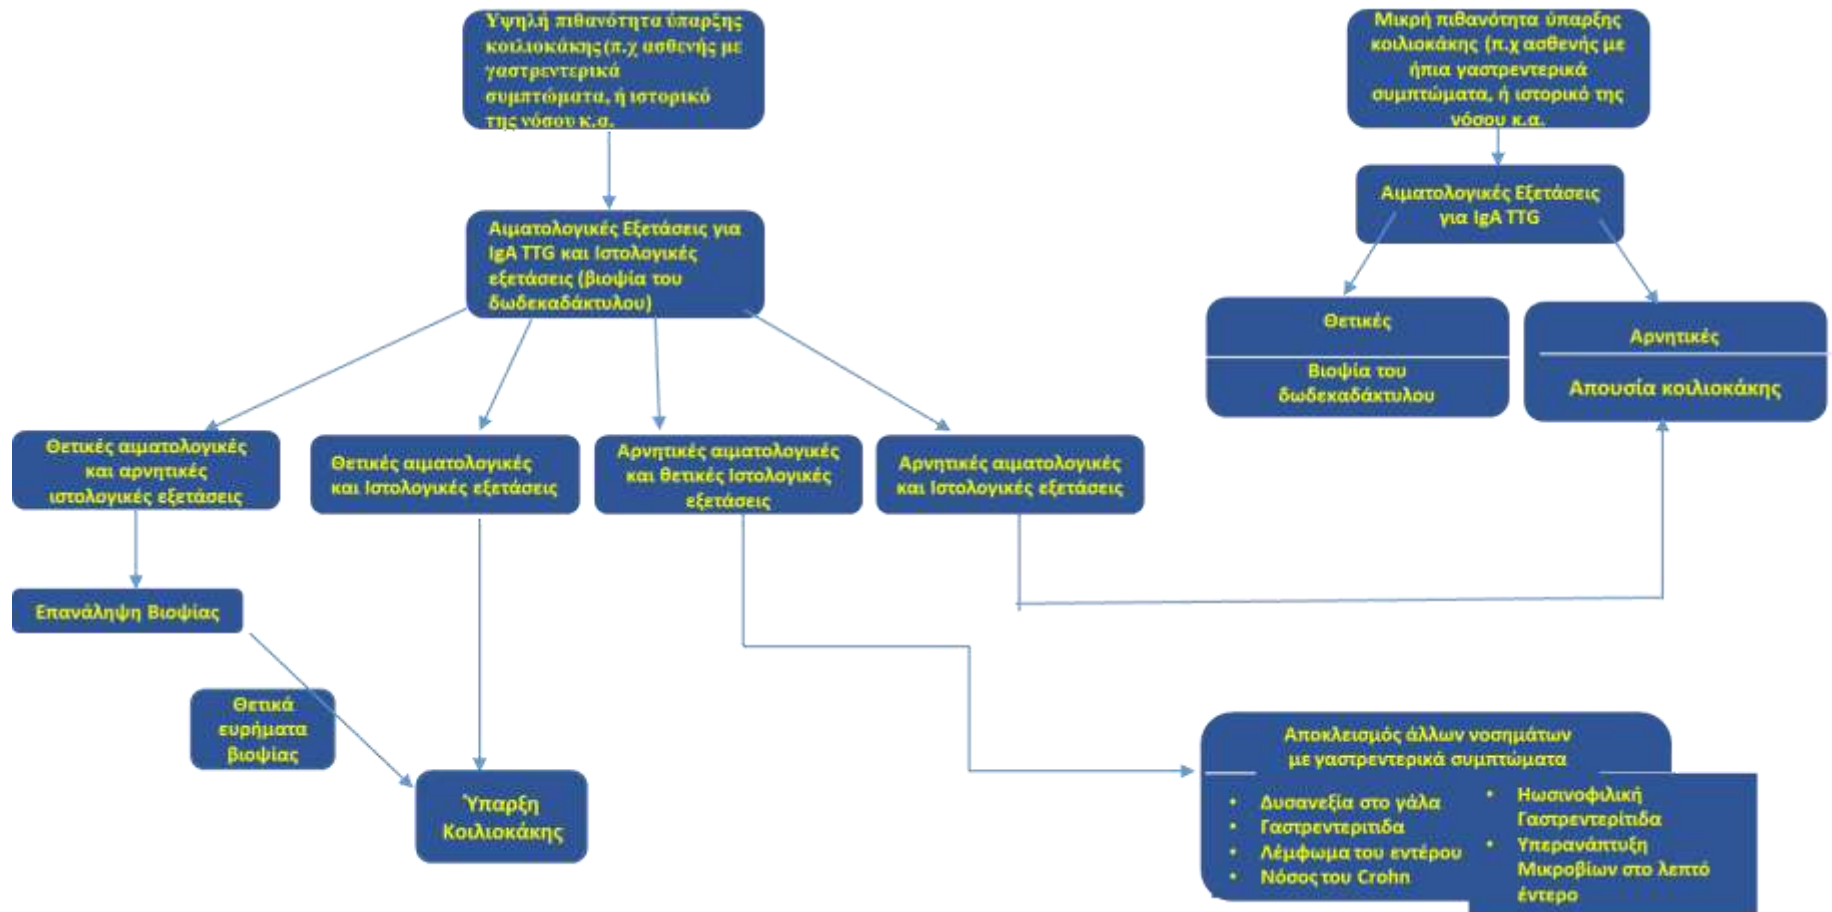 Υψηλή πιθανότητα ύπαρξης
κοιλιοκάκης (π.χ ασθενής με
γαστρεντερικά
συμπτώματα, ή ιστορικό
της νόσου κ.α.
Μικρή πιθανότητα ύπαρξης
κοιλιοκάκης (π.χ ασθενής με
ήπια γαστρεντερικά
συμπτώματα, ή ιστορικό της
νόσου κ.α.
Αιματολογικές Εξετάσεις
για IgA TTG
Αιματολογικές Εξετάσεις για
IgA TTG και Ιστολογικές
εξετάσεις (βιοψία του
δωδεκαδάκτυλου)
Θετικές
Βιοψία του
δωδεκαδάκτυλου
Αρνητικές
Απουσία κοιλιοκάκης
Θετικές αιματολογικές
και αρνητικές
ιστολογικές εξετάσεις
Θετικές αιματολογικές
και Ιστολογικές εξετάσεις
Αρνητικές αιματολογικές
και θετικές Ιστολογικές
εξετάσεις
Αρνητικές αιματολογικές
και Ιστολογικές εξετάσεις
Επανάληψη Βιοψίας
Θετικά
ευρήματα
βιοψίας
Ύπαρξη
Κοιλιοκάκης
Αποκλεισμός άλλων νοσημάτων
με γαστρεντερικά συμπτώματα
• Δυσανεξία στο γάλα
• Γαστρεντεριτιδα
• Λέμφωμα του εντέρου
• Νόσος του Crohn
• Ηωσινοφιλική
Γαστρεντερίτιδα
• Υπερανάπτυξη
Μικροβίων στο λεπτό
έντερο